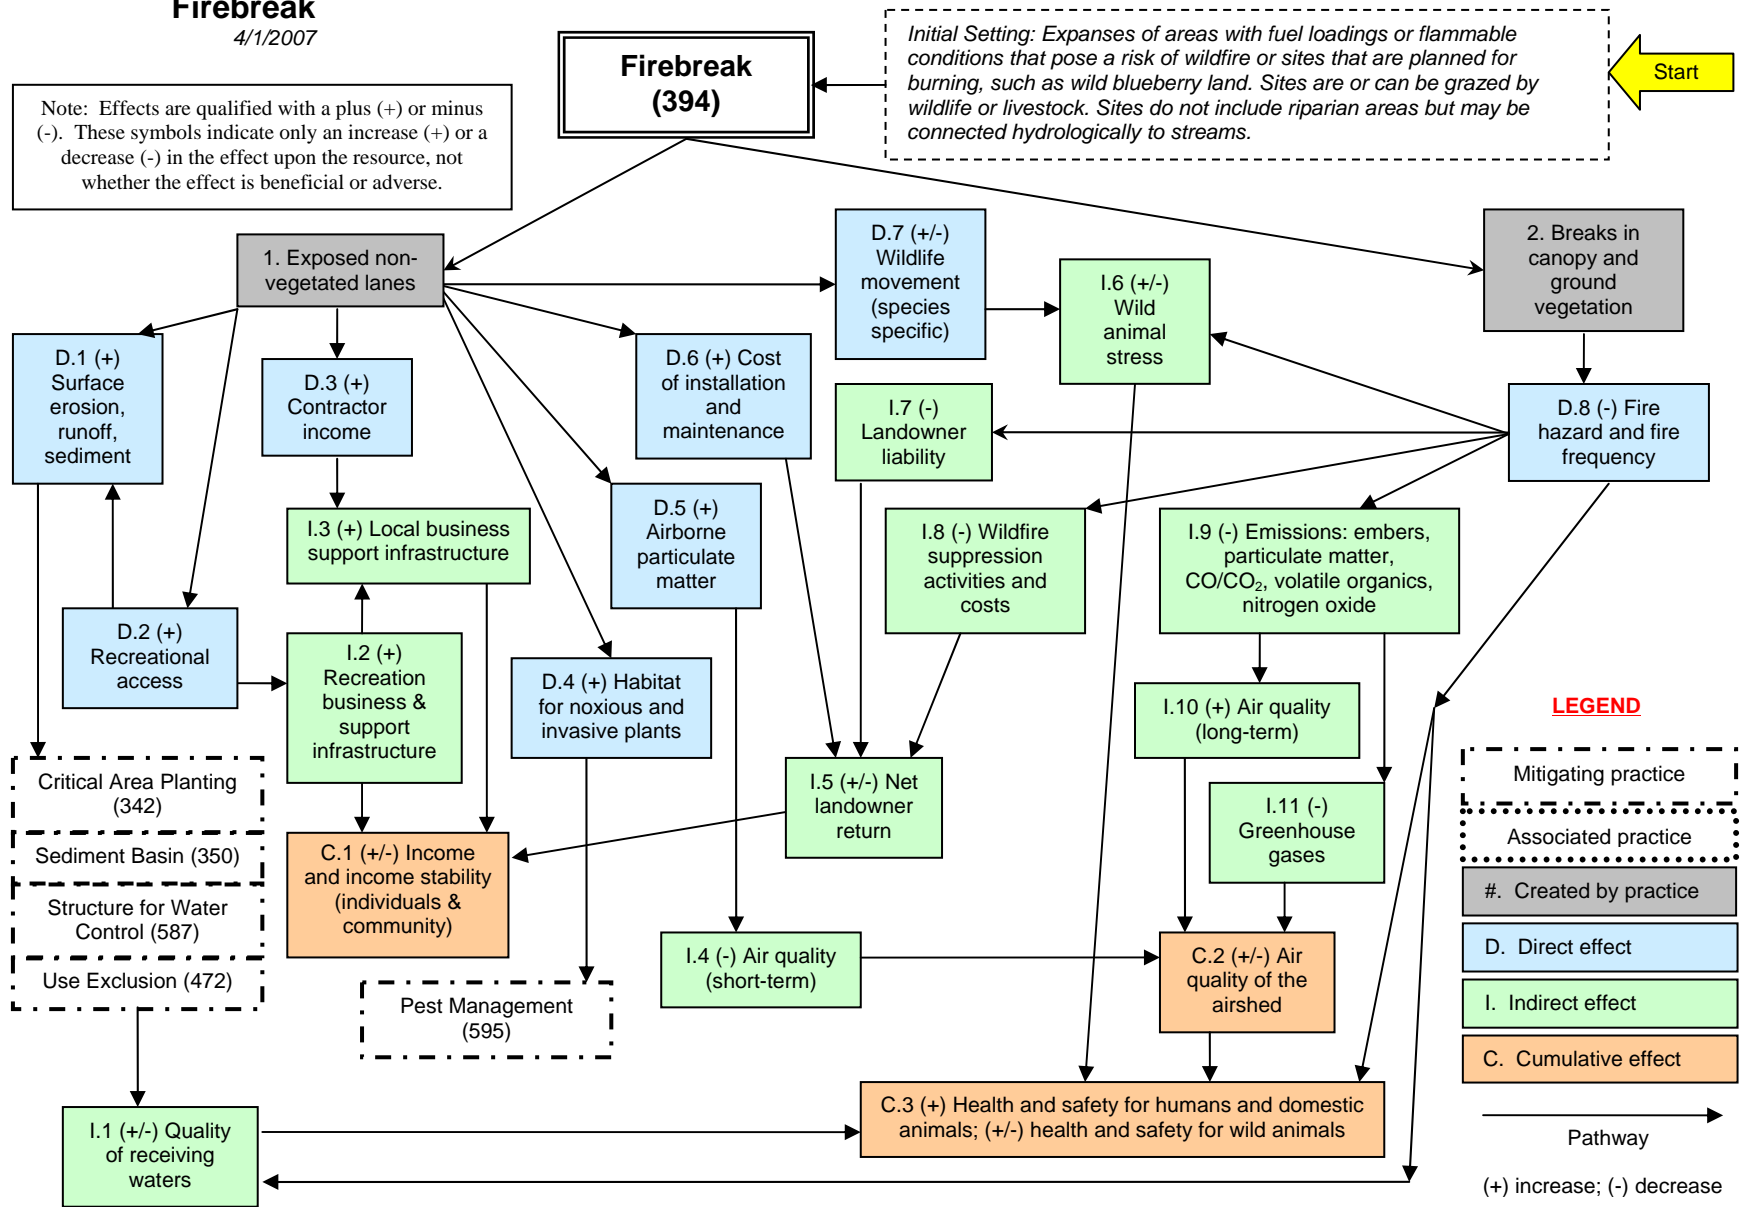 Firebreak
4/1/2007
Firebreak
(394)
Initial Setting: Expanses of areas with fuel loadings or flammable
conditions that pose a risk of wildfire or sites that are planned for
burning, such as wild blueberry land. Sites are or can be grazed by
wildlife or livestock. Sites do not include riparian areas but may be
connected hydrologically to streams.
Start
Note: Effects are qualified with a plus (+) or minus
(-). These symbols indicate only an increase (+) or a
decrease (-) in the effect upon the resource, not
whether the effect is beneficial or adverse.
1. Exposed non-
vegetated lanes
D.7 (+/-)
Wildlife
movement
(species
specific)
I.6 (+/-)
Wild
animal
stress
2. Breaks in
canopy and
ground
vegetation
D.1 (+)
Surface
erosion,
runoff,
sediment
D.3 (+)
Contractor
income
D.6 (+) Cost
of installation
and
maintenance
I.7 (-)
Landowner
liability
D.8 (-) Fire
hazard and fire
frequency
D.5 (+)
Airborne
particulate
matter
I.3 (+) Local business
support infrastructure
I.8 (-) Wildfire
suppression
activities and
costs
I.9 (-) Emissions: embers,
particulate matter,
CO/CO₂, volatile organics,
nitrogen oxide
D.2 (+)
Recreational
access
I.2 (+)
Recreation
business &
support
infrastructure
D.4 (+) Habitat
for noxious and
invasive plants
I.10 (+) Air quality
(long-term)
I.5 (+/-) Net
landowner
return
I.11 (-)
Greenhouse
gases
Critical Area Planting
(342)
Sediment Basin (350)
Structure for Water
Control (587)
Use Exclusion (472)
C.1 (+/-) Income
and income stability
(individuals &
community)
I.4 (-) Air quality
(short-term)
C.2 (+/-) Air
quality of the
airshed
Pest Management
(595)
I.1 (+/-) Quality
of receiving
waters
C.3 (+) Health and safety for humans and domestic
animals; (+/-) health and safety for wild animals
LEGEND
Mitigating practice
Associated practice
#. Created by practice
D. Direct effect
I. Indirect effect
C. Cumulative effect
Pathway
(+) increase; (-) decrease